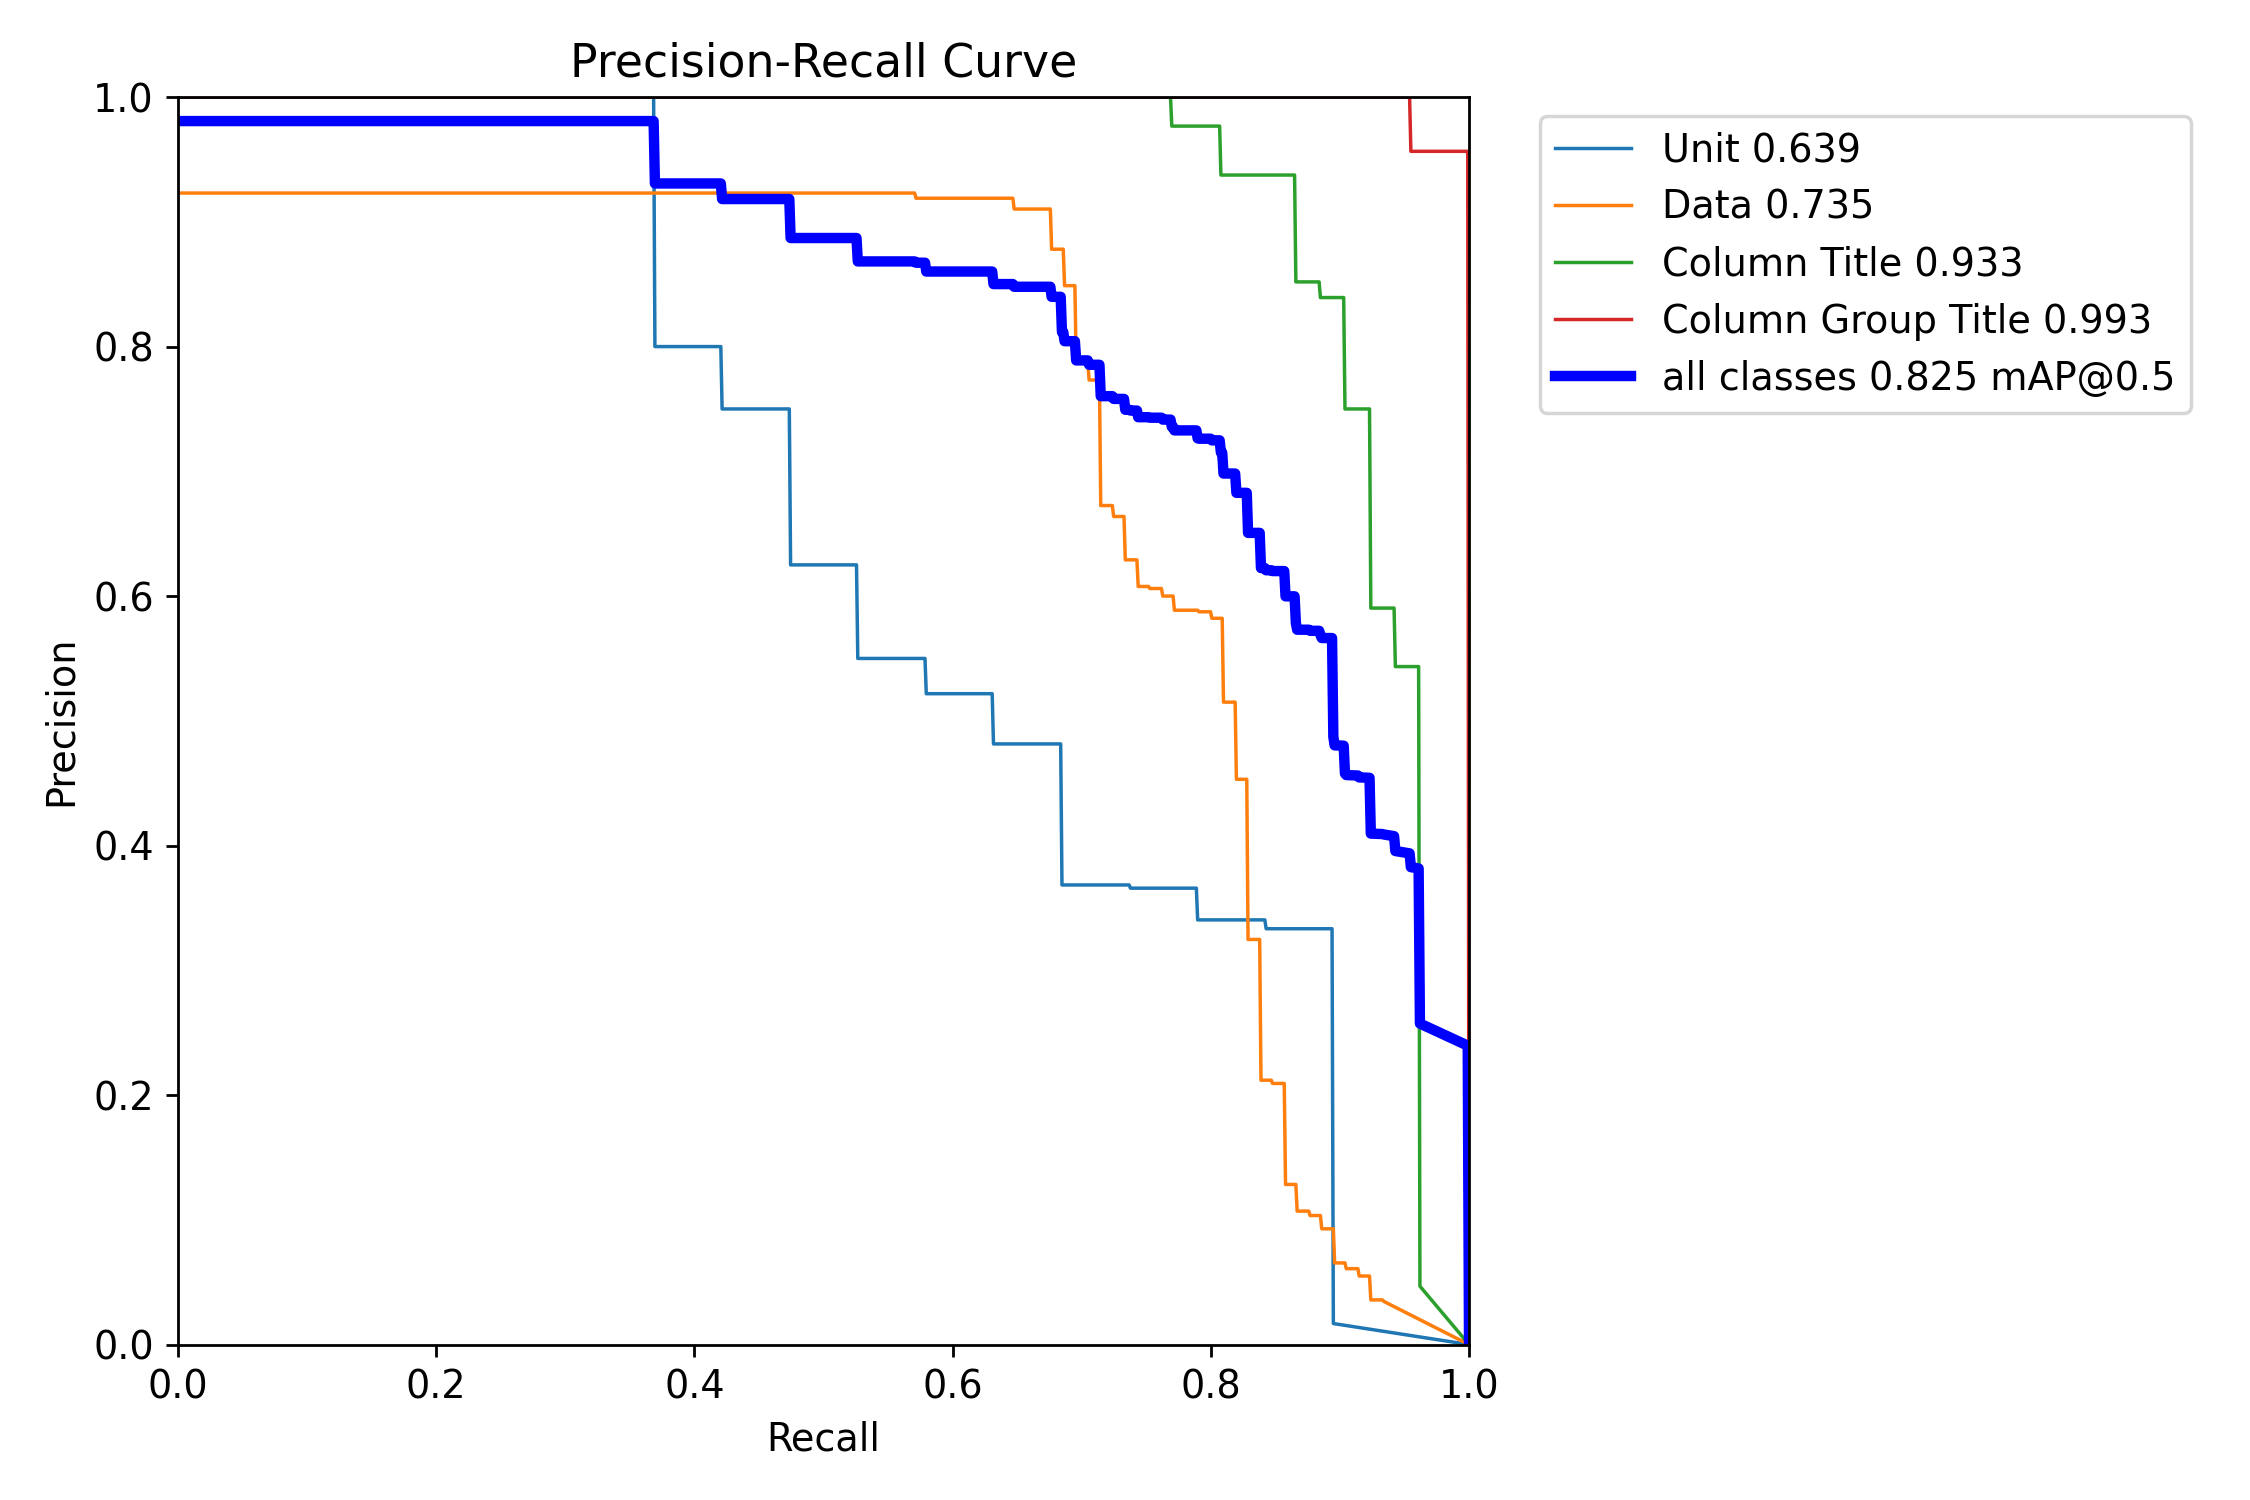 Precision-Recall Curve
1.0
0.8
0.6
0.4
0.2
0.0
Precision
0.0 0.2 0.4 0.6 0.8 1.0
Recall
Unit 0.639
Data 0.735
Column Title 0.933
Column Group Title 0.993
all classes 0.825 mAP@0.5